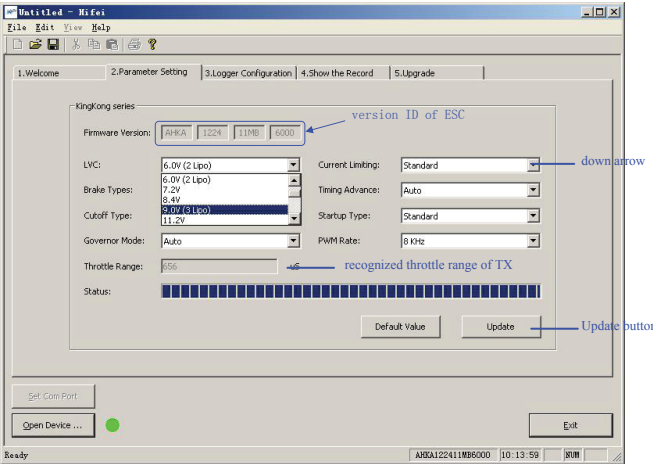 Untitled - Hifei
File Edit View Help
1.Welcome 2.Parameter Setting 3.Logger Configuration 4.Show the Record 5.Upgrade
KingKong series
version ID of ESC
Firmware Version: AHKA 1224 11MB 6000
LVC: 6.0V (2 Lipo) Current Limiting: Standard down arrow
6.0V (2 Lipo)
Brake Types: 7.2V Timing Advance: Auto
8.4V
Cutoff Type: 9.0V (3 Lipo) Startup Type: Standard
11.2V
Governor Mode: Auto PWM Rate: 8 KHz
Throttle Range: 656 uS recognized throttle range of TX
Status:
Default Value Update Update button
Set Com Port
Open Device ... Exit
Ready AHKA122411MB6000 10:13:59 NUM